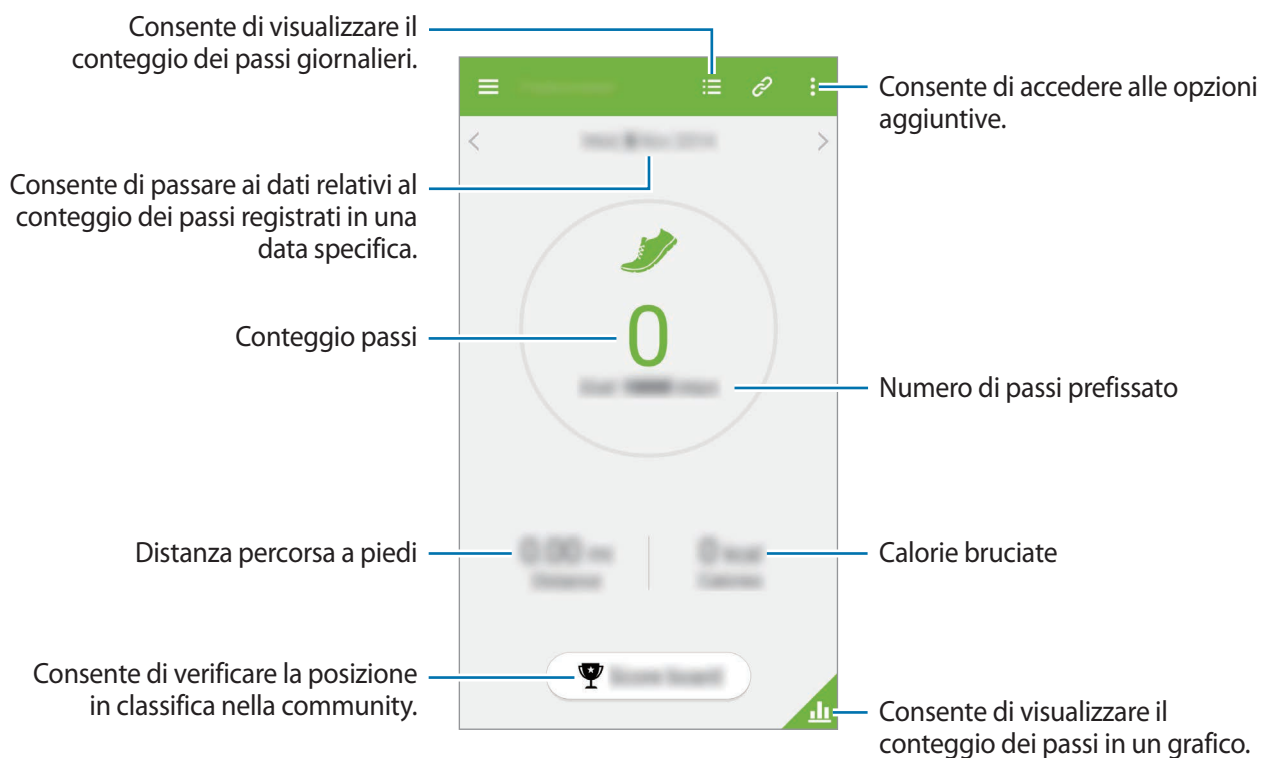 Consente di visualizzare il
conteggio dei passi giornalieri.
Consente di accedere alle opzioni
aggiuntive.
Consente di passare ai dati relativi al
conteggio dei passi registrati in una
data specifica.
Conteggio passi
0
Numero di passi prefissato
Distanza percorsa a piedi
Calorie bruciate
Consente di verificare la posizione
in classifica nella community.
Consente di visualizzare il
conteggio dei passi in un grafico.